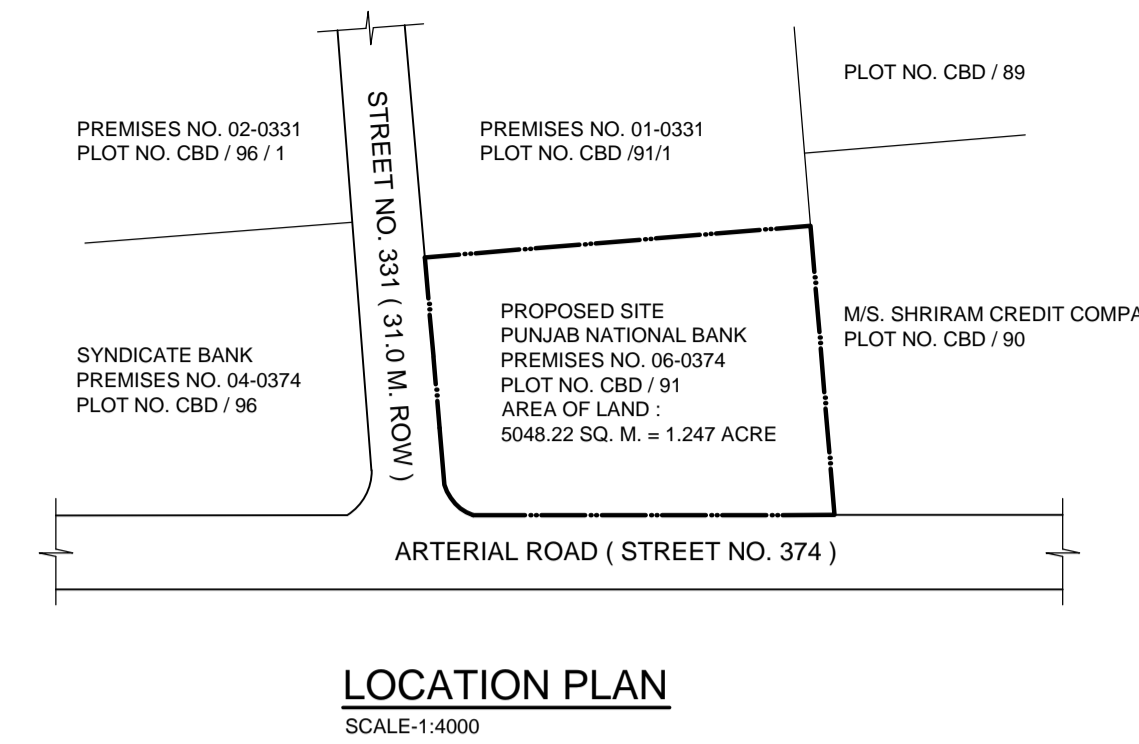 PLOT NO. CBD / 89
PREMISES NO. 02-0331
PLOT NO. CBD / 96 / 1
STREET NO. 331 ( 31.0 M. ROW )
PREMISES NO. 01-0331
PLOT NO. CBD /91/1
SYNDICATE BANK
PREMISES NO. 04-0374
PLOT NO. CBD / 96
PROPOSED SITE
PUNJAB NATIONAL BANK
PREMISES NO. 06-0374
PLOT NO. CBD / 91
AREA OF LAND :
5048.22 SQ. M. = 1.247 ACRE
M/S. SHRIRAM CREDIT COMPA
PLOT NO. CBD / 90
ARTERIAL ROAD ( STREET NO. 374 )
LOCATION PLAN
SCALE-1:4000